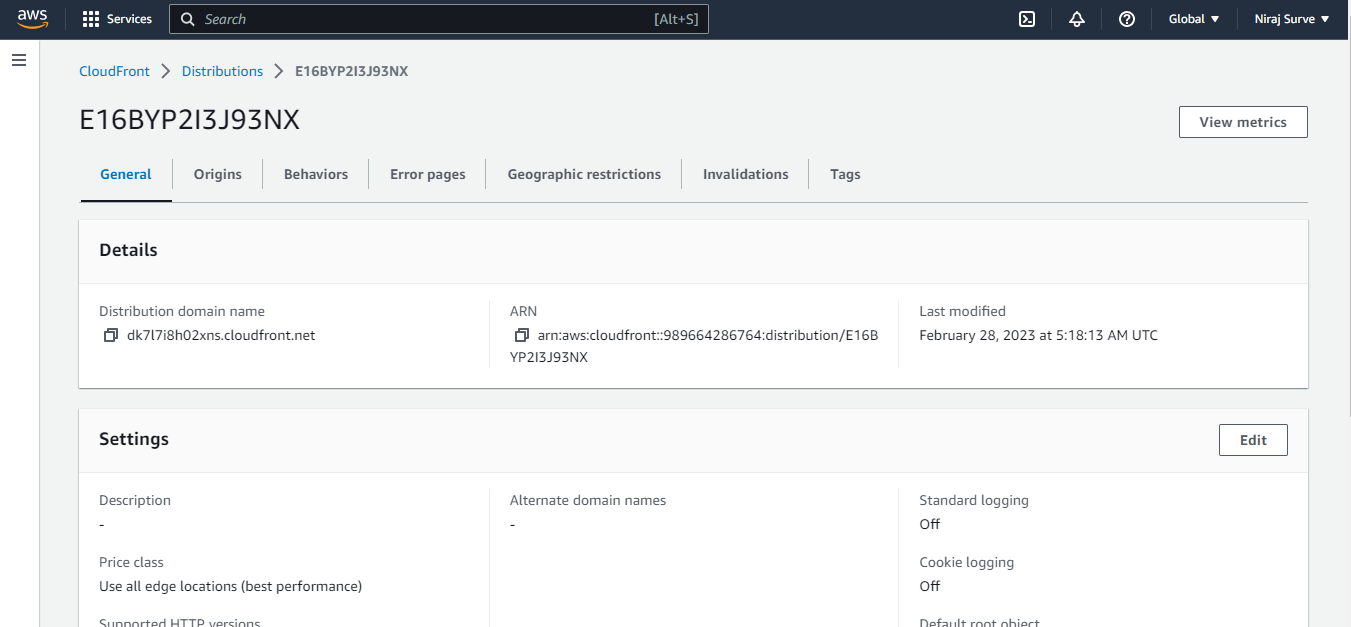 aws Services Search [Alt+S] Global Niraj Surve
CloudFront Distributions E16BYP2I3J93NX
E16BYP2I3J93NX
View metrics
General Origins Behaviors Error pages Geographic restrictions Invalidations Tags
Details
Distribution domain name
dk7l7i8h02xns.cloudfront.net
ARN
arn:aws:cloudfront::989664286764:distribution/E16B
YP2I3J93NX
Last modified
February 28, 2023 at 5:18:13 AM UTC
Settings
Edit
Description
-
Price class
Use all edge locations (best performance)
Supported HTTP versions
Alternate domain names
-
Standard logging
Off
Cookie logging
Off
Default root object